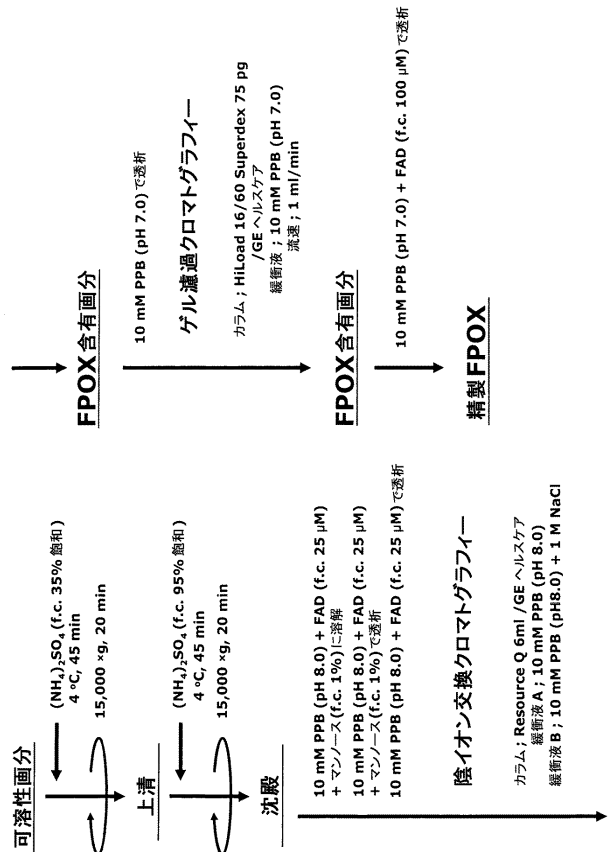 可溶性画分
(NH₄)₂SO₄ (f.c. 35% 飽和)
4 ℃, 45 min
15,000 ×g, 20 min
上清
(NH₄)₂SO₄ (f.c. 95% 飽和)
4 ℃, 45 min
15,000 ×g, 20 min
沈殿
10 mM PPB (pH 8.0) + FAD (f.c. 25 μM)
+ マンノース (f.c. 1%) に溶解
10 mM PPB (pH 8.0) + FAD (f.c. 25 μM)
+ マンノース (f.c. 1%) で透析
10 mM PPB (pH 8.0) + FAD (f.c. 25 μM) で透析
陰イオン交換クロマトグラフィー
カラム ; Resource Q 6ml /GE ヘルスケア
緩衝液 A ; 10 mM PPB (pH 8.0)
緩衝液 B ; 10 mM PPB (pH8.0) + 1 M NaCl
FPOX含有画分
10 mM PPB (pH 7.0) で透析
ゲル濾過クロマトグラフィー
カラム ; HiLoad 16/60 Superdex 75 pg
/GE ヘルスケア
緩衝液 ; 10 mM PPB (pH 7.0)
流速 ; 1 ml/min
FPOX含有画分
10 mM PPB (pH 7.0) + FAD (f.c. 100 μM) で透析
精製FPOX